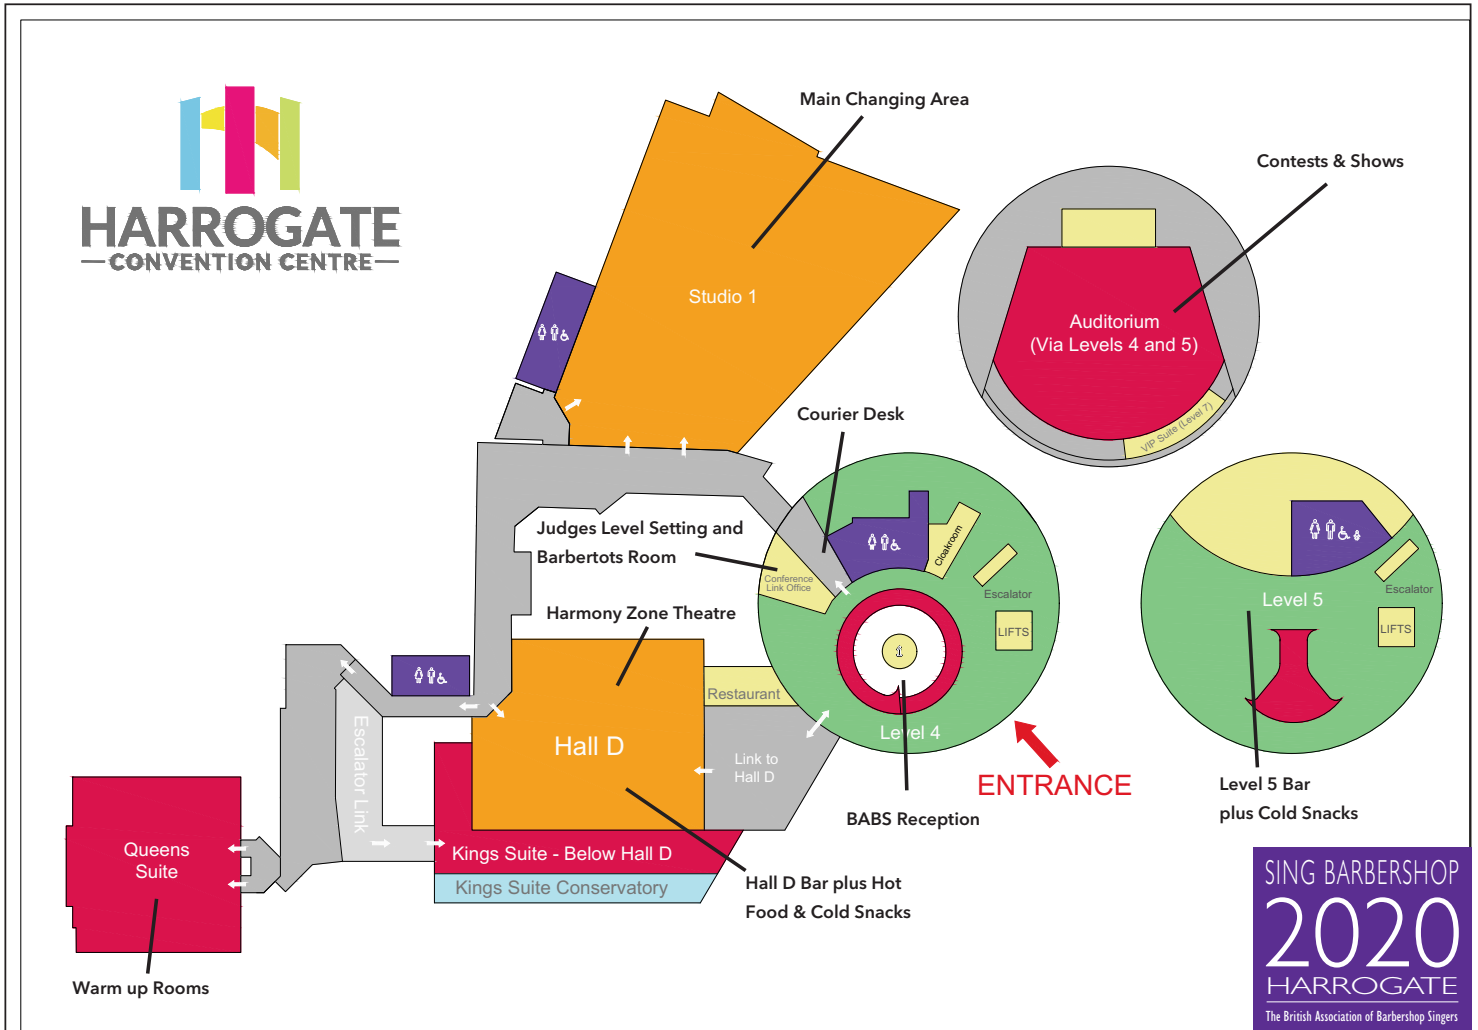 HARROGATE
CONVENTION CENTRE
Main Changing Area
Contests & Shows
Studio 1
Auditorium
(Via Levels 4 and 5)
VIP Suite (Level 7)
Courier Desk
Judges Level Setting and
Barbertots Room
Conference
Link Office
Cloakroom
Escalator
LIFTS
Level 4
Harmony Zone Theatre
Restaurant
Hall D
Link to
Hall D
ENTRANCE
BABS Reception
Level 5
Escalator
LIFTS
Level 5 Bar
plus Cold Snacks
Escalator Link
Kings Suite - Below Hall D
Kings Suite Conservatory
Hall D Bar plus Hot
Food & Cold Snacks
Queens
Suite
Warm up Rooms
SING BARBERSHOP
2020
HARROGATE
The British Association of Barbershop Singers